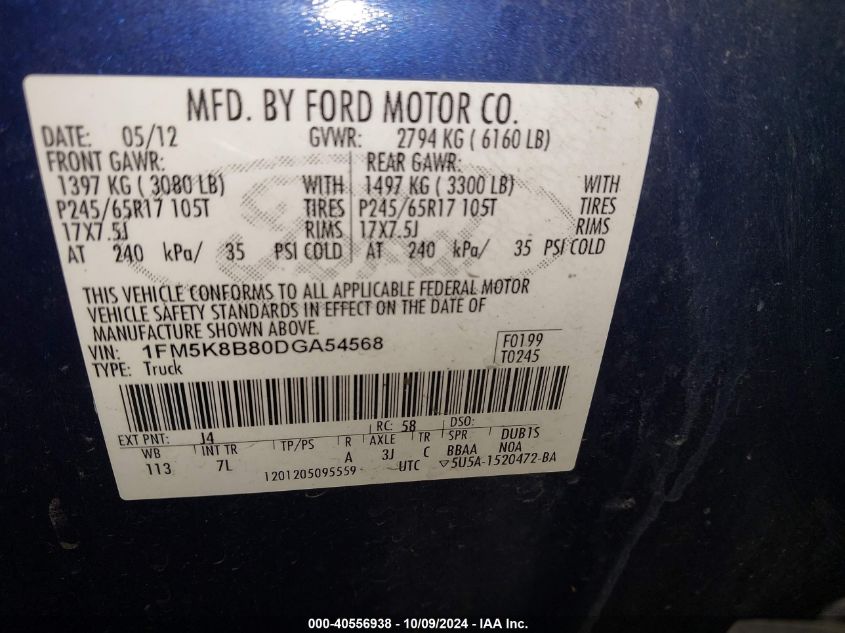 MFD. BY FORD MOTOR CO.
DATE: 05/12 GVWR: 2794 KG ( 6160 LB)
FRONT GAWR: REAR GAWR:
1397 KG ( 3080 LB) WITH 1497 KG ( 3300 LB) WITH
P245/65R17 105T TIRES P245/65R17 105T TIRES
17X7.5J RIMS 17X7.5J RIMS
AT 240 kPa/ 35 PSI COLD AT 240 kPa/ 35 PSI COLD
THIS VEHICLE CONFORMS TO ALL APPLICABLE FEDERAL MOTOR
VEHICLE SAFETY STANDARDS IN EFFECT ON THE DATE OF
MANUFACTURE SHOWN ABOVE.
VIN: 1FM5K8B80DGA54568 F0199
TYPE: Truck T0245
EXT PNT: J4 RC: 58 DSO:
WB INT TR TP/PS R AXLE TR SPR DUB1S
113 7L A 3J C BBAA N0A
1201205095559 UTC ▽5U5A-1520472-BA
000-40556938 - 10/09/2024 - IAA Inc.